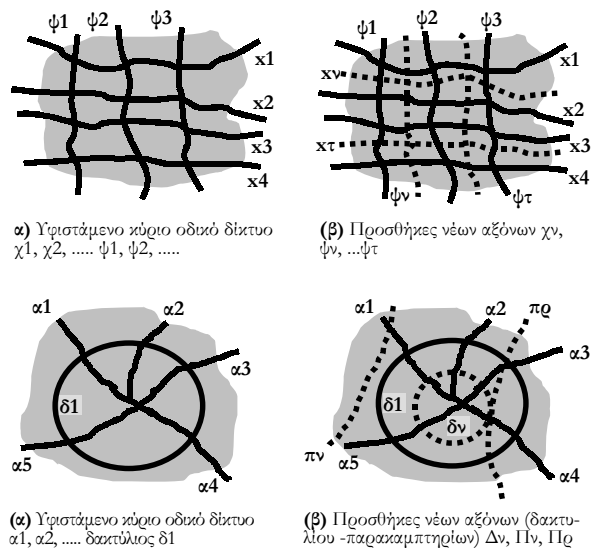 ψ1 ψ2 ψ3
x1
x2
x3
x4
α) Υφιστάμενο κύριο οδικό δίκτυο
χ1, χ2, ..... ψ1, ψ2, .....
ψ1 ψ2 ψ3
x1
xν
x2
xτ
x3
x4
ψν ψτ
(β) Προσθήκες νέων αξόνων χν,
ψν, ...ψτ
α1 α2
α3
δ1
α5
α4
(α) Υφιστάμενο κύριο οδικό δίκτυο
α1, α2, ..... δακτύλιος δ1
α1 α2 πρ
α3
δ1
δν
πν α5
α4
(β) Προσθήκες νέων αξόνων (δακτυ-
λίου -παρακαμπτηρίων) Δν, Πν, Πρ